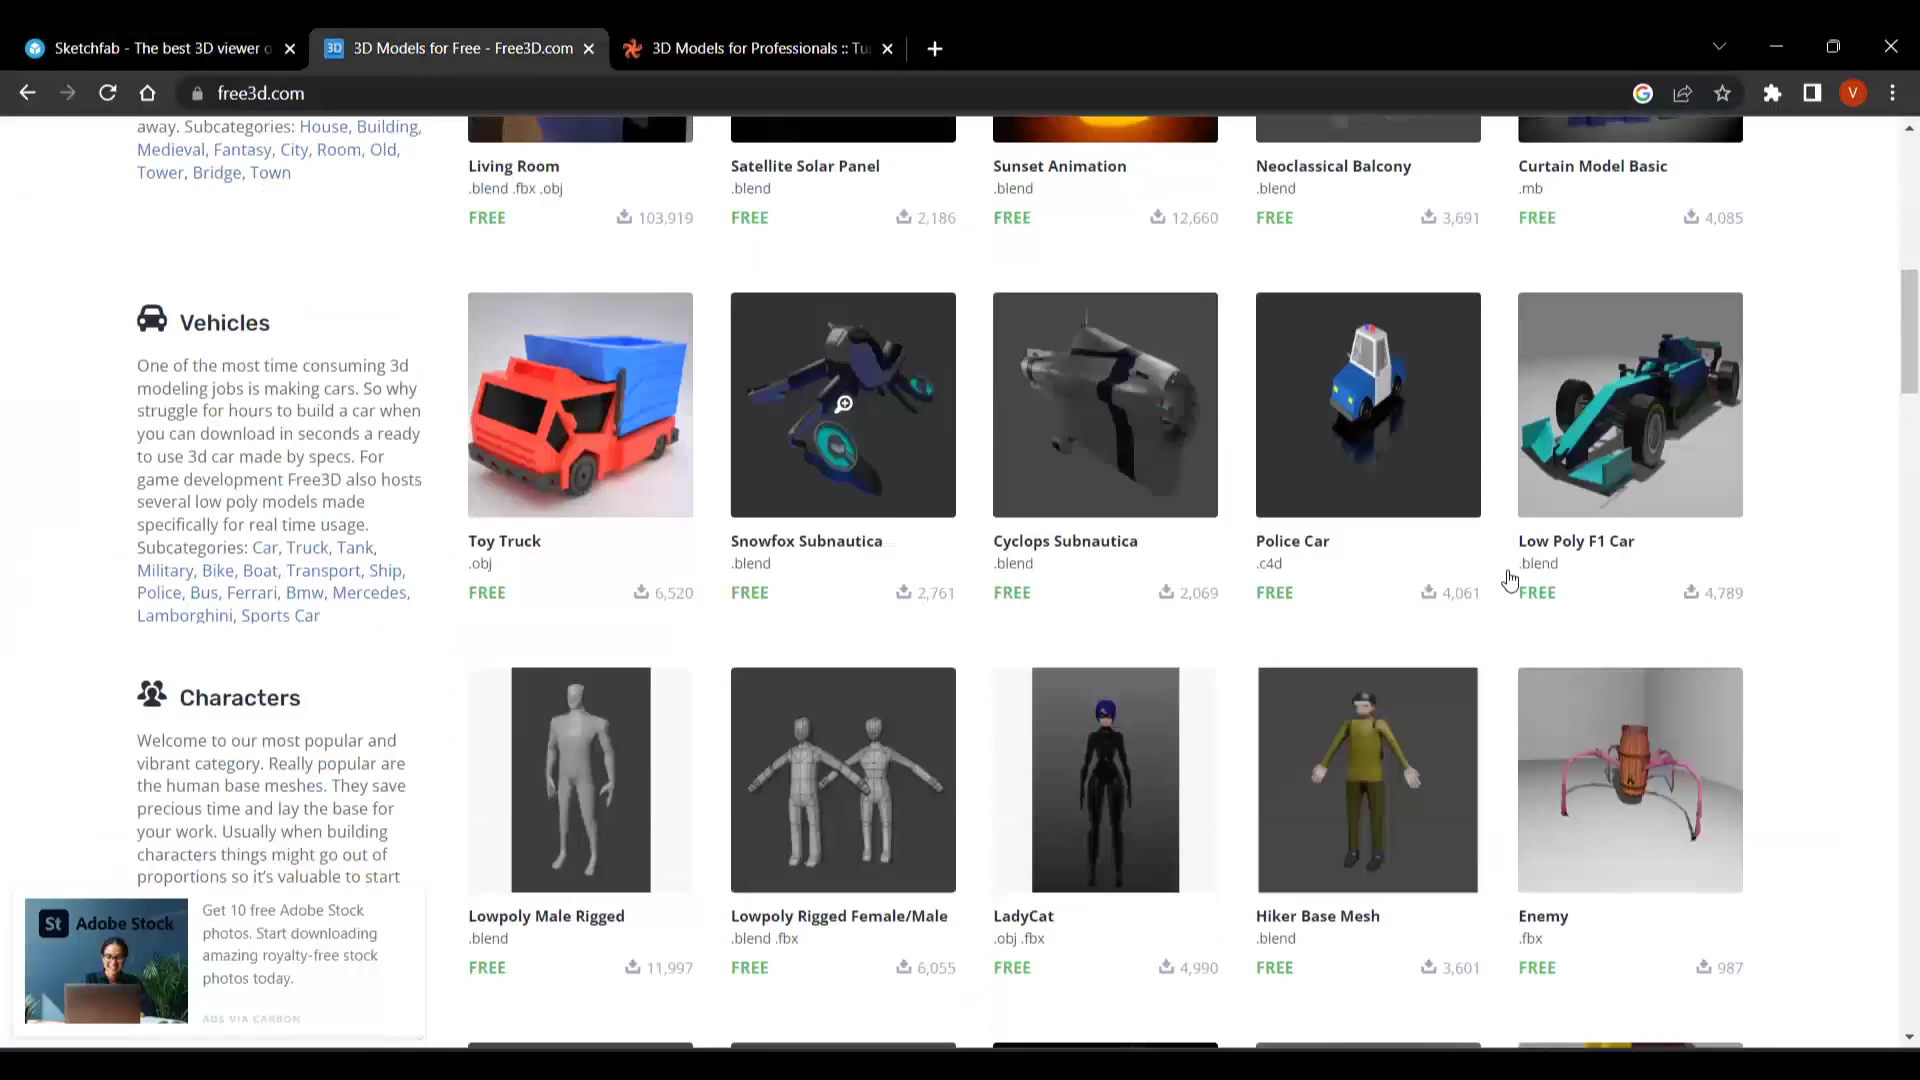 Sketchfab - The best 3D viewer o
3D Models for Free - Free3D.com
3D Models for Professionals :: Tu
free3d.com
V
away. Subcategories: House, Building,
Medieval, Fantasy, City, Room, Old,
Tower, Bridge, Town
Living Room
.blend .fbx .obj
FREE 103,919
Satellite Solar Panel
.blend
FREE 2,186
Sunset Animation
.blend
FREE 12,660
Neoclassical Balcony
.blend
FREE 3,691
Curtain Model Basic
.mb
FREE 4,085
Vehicles
One of the most time consuming 3d
modeling jobs is making cars. So why
struggle for hours to build a car when
you can download in seconds a ready
to use 3d car made by specs. For
game development Free3D also hosts
several low poly models made
specifically for real time usage.
Subcategories: Car, Truck, Tank,
Military, Bike, Boat, Transport, Ship,
Police, Bus, Ferrari, Bmw, Mercedes,
Lamborghini, Sports Car
Toy Truck
.obj
FREE 6,520
Snowfox Subnautica
.blend
FREE 2,761
Cyclops Subnautica
.blend
FREE 2,069
Police Car
.c4d
FREE 4,061
Low Poly F1 Car
.blend
FREE 4,789
Characters
Welcome to our most popular and
vibrant category. Really popular are
the human base meshes. They save
precious time and lay the base for
your work. Usually when building
characters things might go out of
proportions so it's valuable to start
Lowpoly Male Rigged
.blend
FREE 11,997
Lowpoly Rigged Female/Male
.blend .fbx
FREE 6,055
LadyCat
.obj .fbx
FREE 4,990
Hiker Base Mesh
.blend
FREE 3,601
Enemy
.fbx
FREE 987
St Adobe Stock
Get 10 free Adobe Stock
photos. Start downloading
amazing royalty-free stock
photos today.
ADS VIA CARBON